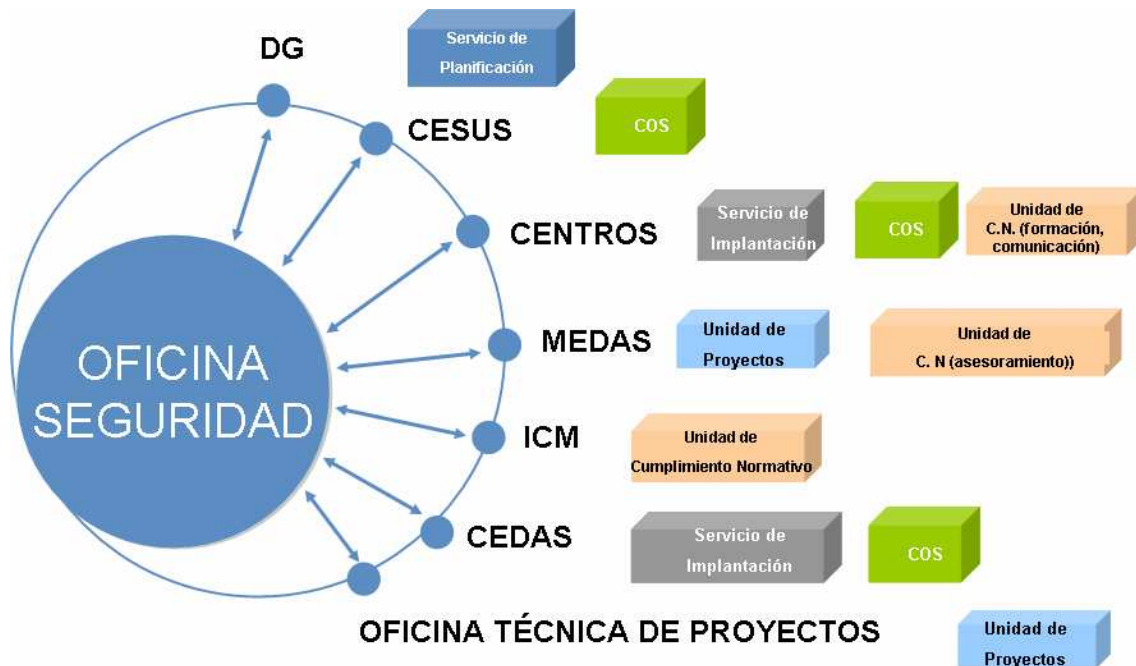 DG
Servicio de
Planificación
CESUS
COS
CENTROS
Servicio de
Implantación
COS
Unidad de
C.N. (formación,
comunicación)
MEDAS
Unidad de
Proyectos
Unidad de
C. N (asesoramiento))
OFICINA
SEGURIDAD
ICM
Unidad de
Cumplimiento Normativo
CEDAS
Servicio de
Implantación
COS
OFICINA TÉCNICA DE PROYECTOS
Unidad de
Proyectos